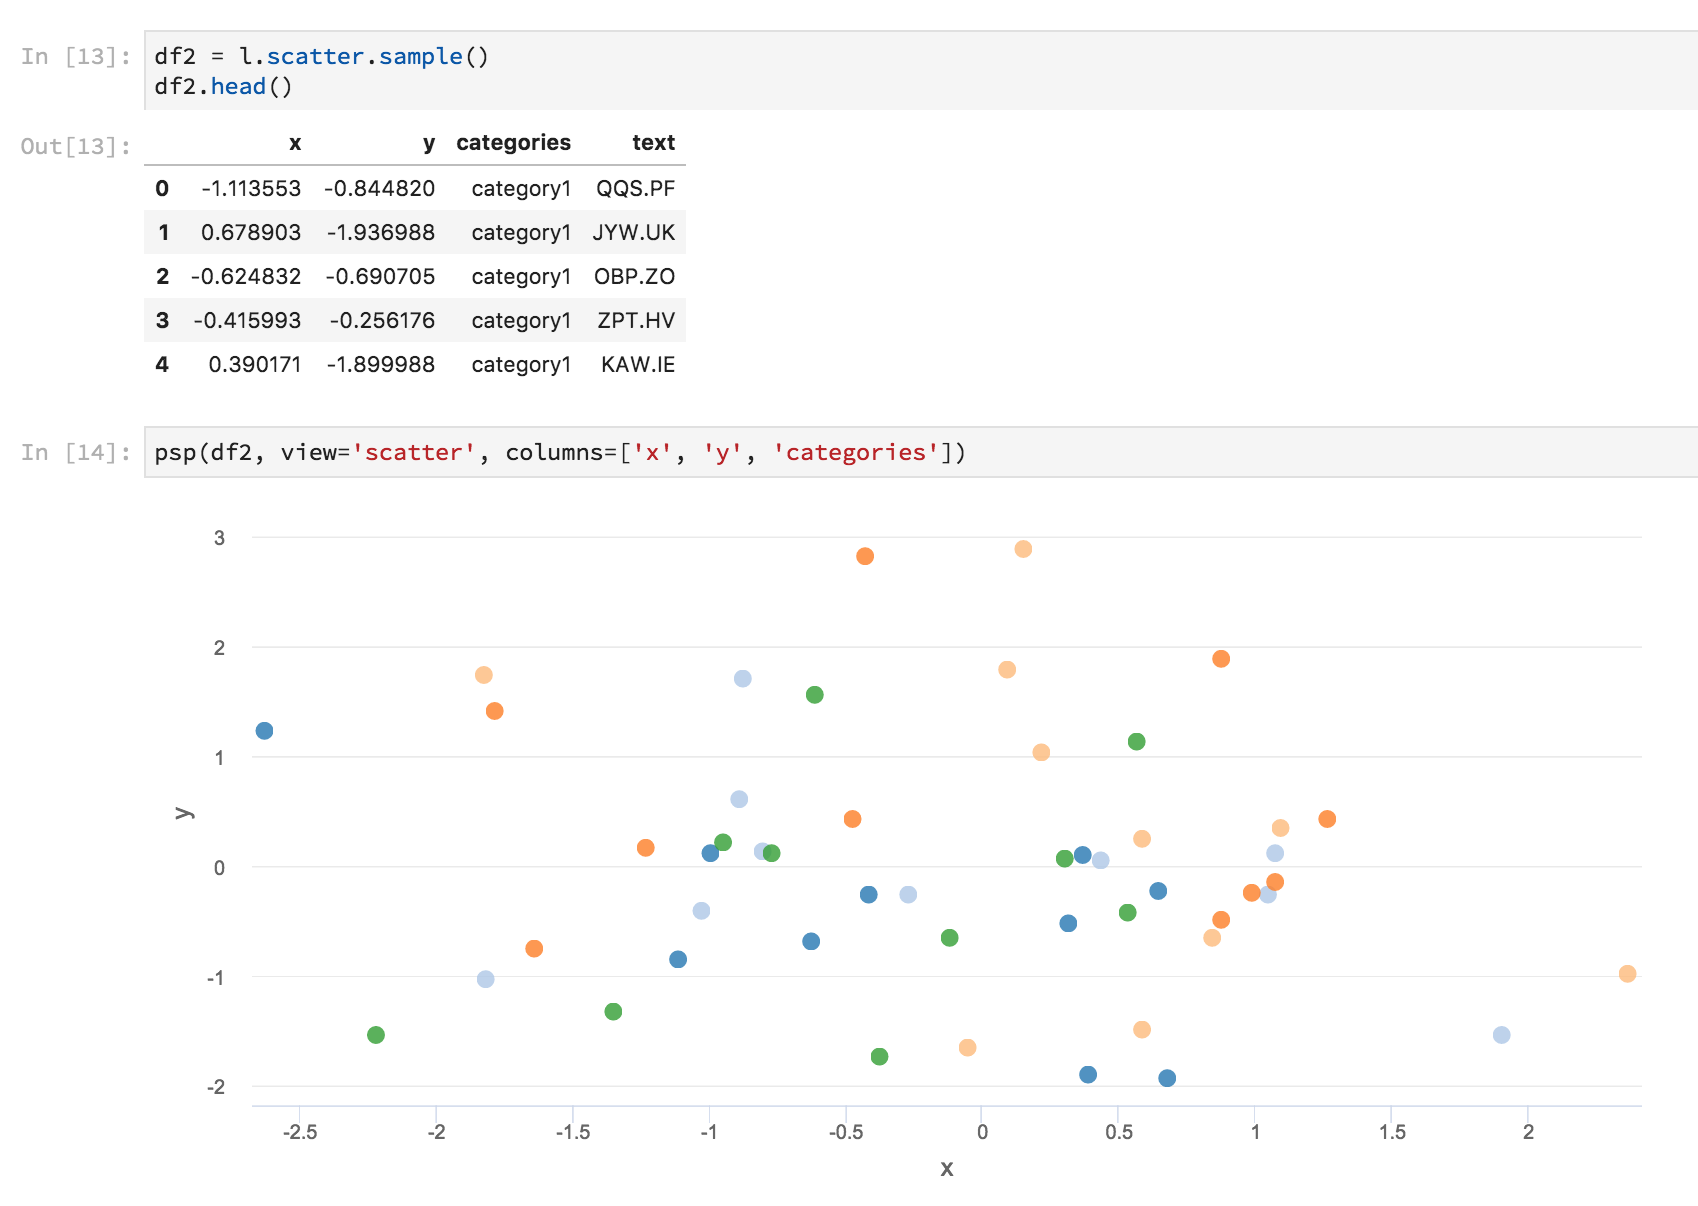 In [13]: df2 = l.scatter.sample()
df2.head()
Out[13]:
x y categories text
0 -1.113553 -0.844820 category1 QQS.PF
1 0.678903 -1.936988 category1 JYW.UK
2 -0.624832 -0.690705 category1 OBP.ZO
3 -0.415993 -0.256176 category1 ZPT.HV
4 0.390171 -1.899988 category1 KAW.IE
In [14]: psp(df2, view='scatter', columns=['x', 'y', 'categories'])
3
2
1
y
0
-1
-2
-2.5 -2 -1.5 -1 -0.5 0 0.5 1 1.5 2
x